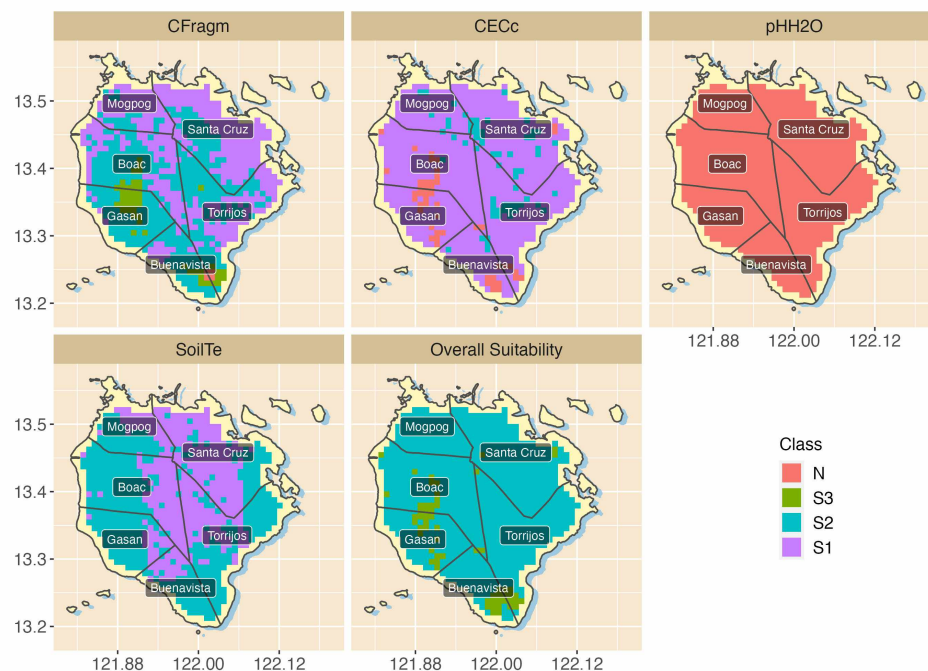 CFragm
CECc
pHH2O
13.5
13.4
13.3
13.2
Mogpog
Santa Cruz
Boac
Gasan
Torrijos
Buenavista
Mogpog
Santa Cruz
Boac
Gasan
Torrijos
Buenavista
Mogpog
Santa Cruz
Boac
Gasan
Torrijos
Buenavista
121.88 122.00 122.12
SoilTe
Overall Suitability
13.5
13.4
13.3
13.2
Mogpog
Santa Cruz
Boac
Gasan
Torrijos
Buenavista
Mogpog
Santa Cruz
Boac
Gasan
Torrijos
Buenavista
121.88 122.00 122.12
121.88 122.00 122.12
Class
N
S3
S2
S1